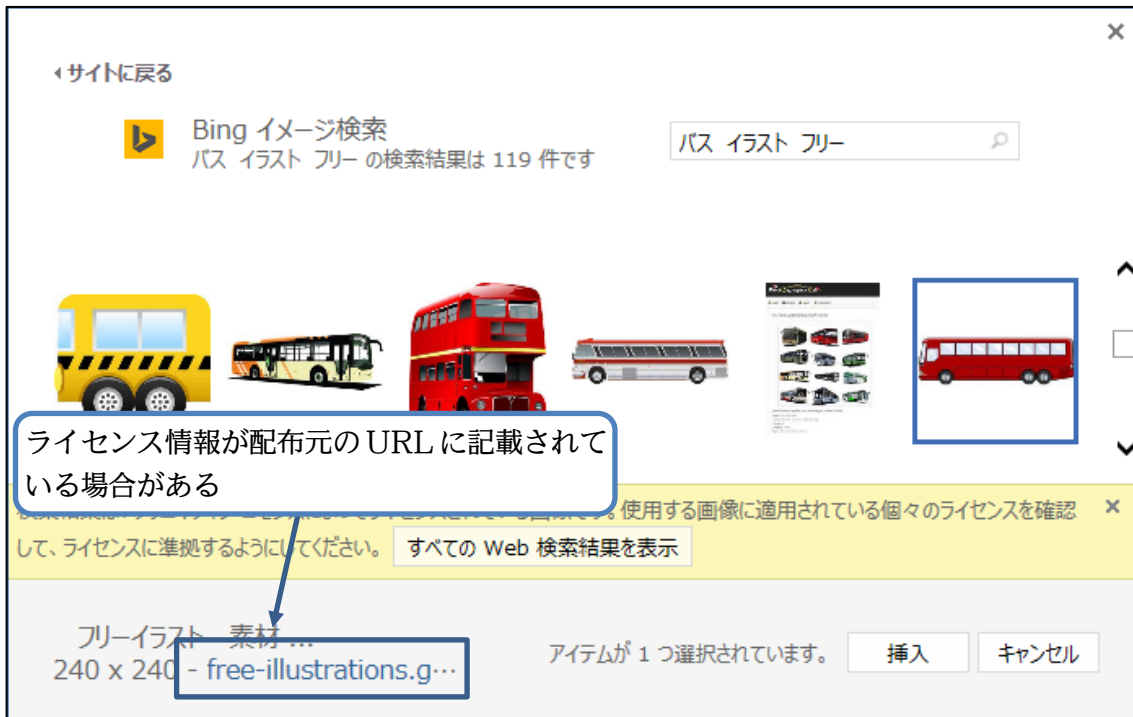 サイトに戻る
Bing イメージ検索
バス イラスト フリー の検索結果は 119 件です
バス イラスト フリー
ライセンス情報が配布元の URL に記載されて
いる場合がある
使用する画像に適用されている個々のライセンスを確認
して、ライセンスに準拠するようにしてください。 すべての Web 検索結果を表示
フリーイラスト 素材 ...
240 x 240 - free-illustrations.g…
アイテムが 1 つ選択されています。 挿入 キャンセル